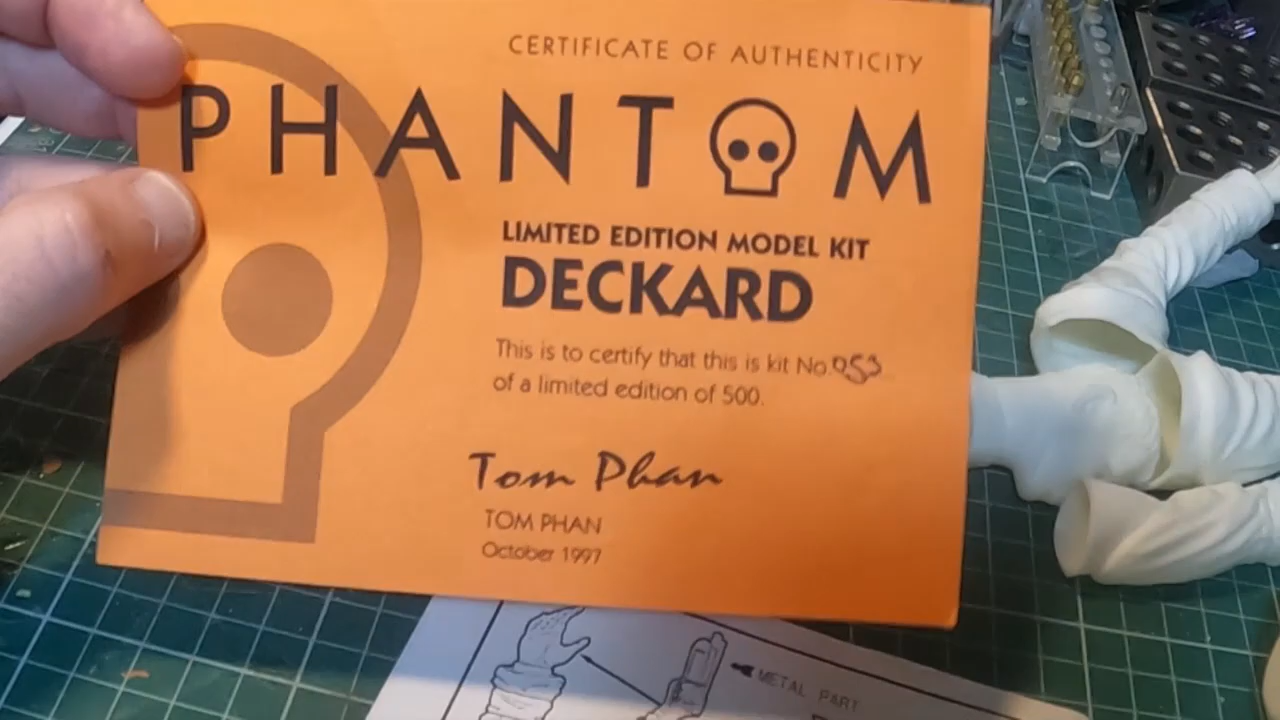 CERTIFICATE OF AUTHENTICITY
PHANTOM
LIMITED EDITION MODEL KIT
DECKARD
This is to certify that this is kit No. 053
of a limited edition of 500.
Tom Phan
TOM PHAN
October 1997
METAL PART